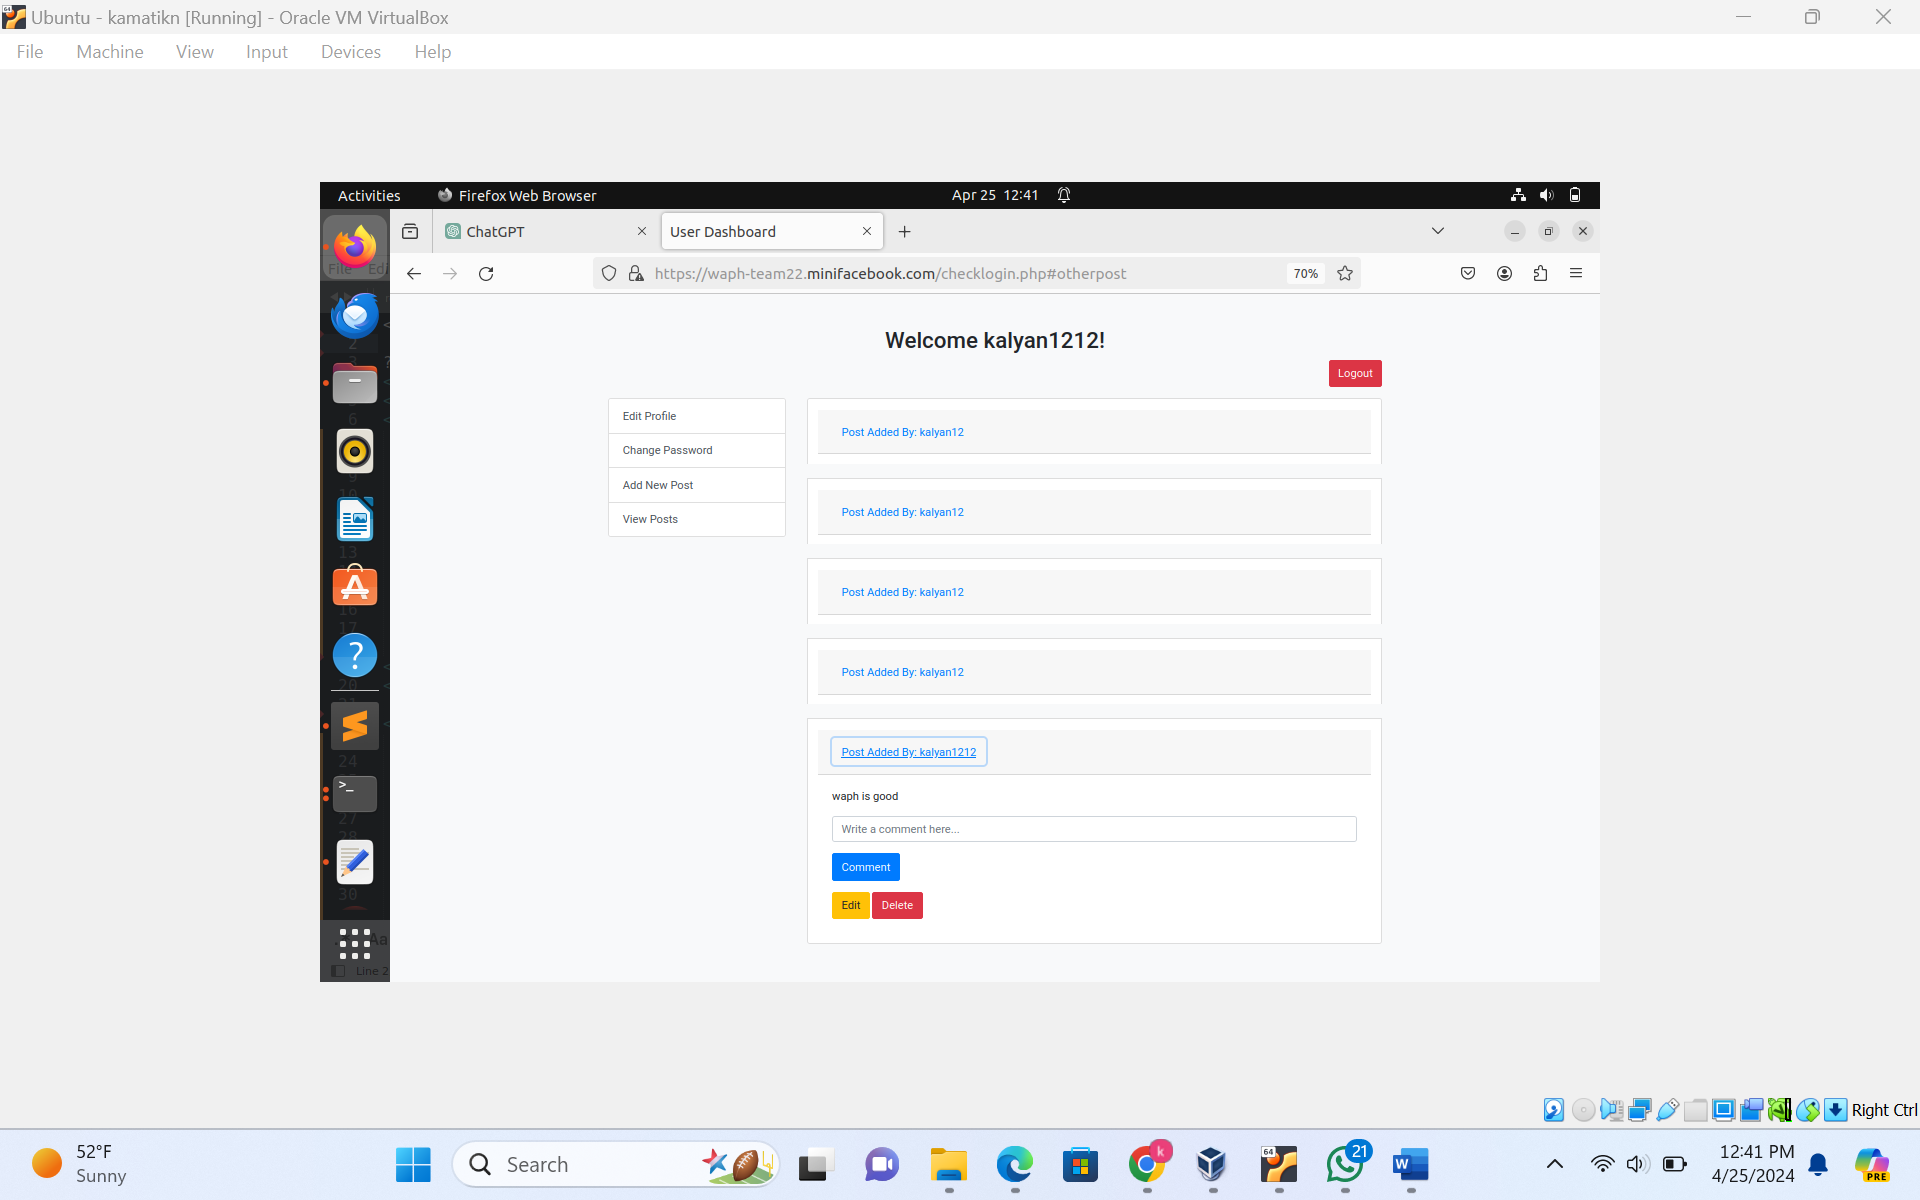 Ubuntu - kamatikn [Running] - Oracle VM VirtualBox
File Machine View Input Devices Help
Activities Firefox Web Browser Apr 25 12:41
ChatGPT User Dashboard
https://waph-team22.minifacebook.com/checklogin.php#otherpost 70%
Welcome kalyan1212!
Logout
Edit Profile
Change Password
Add New Post
View Posts
Post Added By: kalyan12
Post Added By: kalyan12
Post Added By: kalyan12
Post Added By: kalyan12
Post Added By: kalyan1212
waph is good
Write a comment here...
Comment
Edit Delete
Line 2
Right Ctrl
52°F
Sunny
Search
64
k
21
W
12:41 PM
4/25/2024
PRE